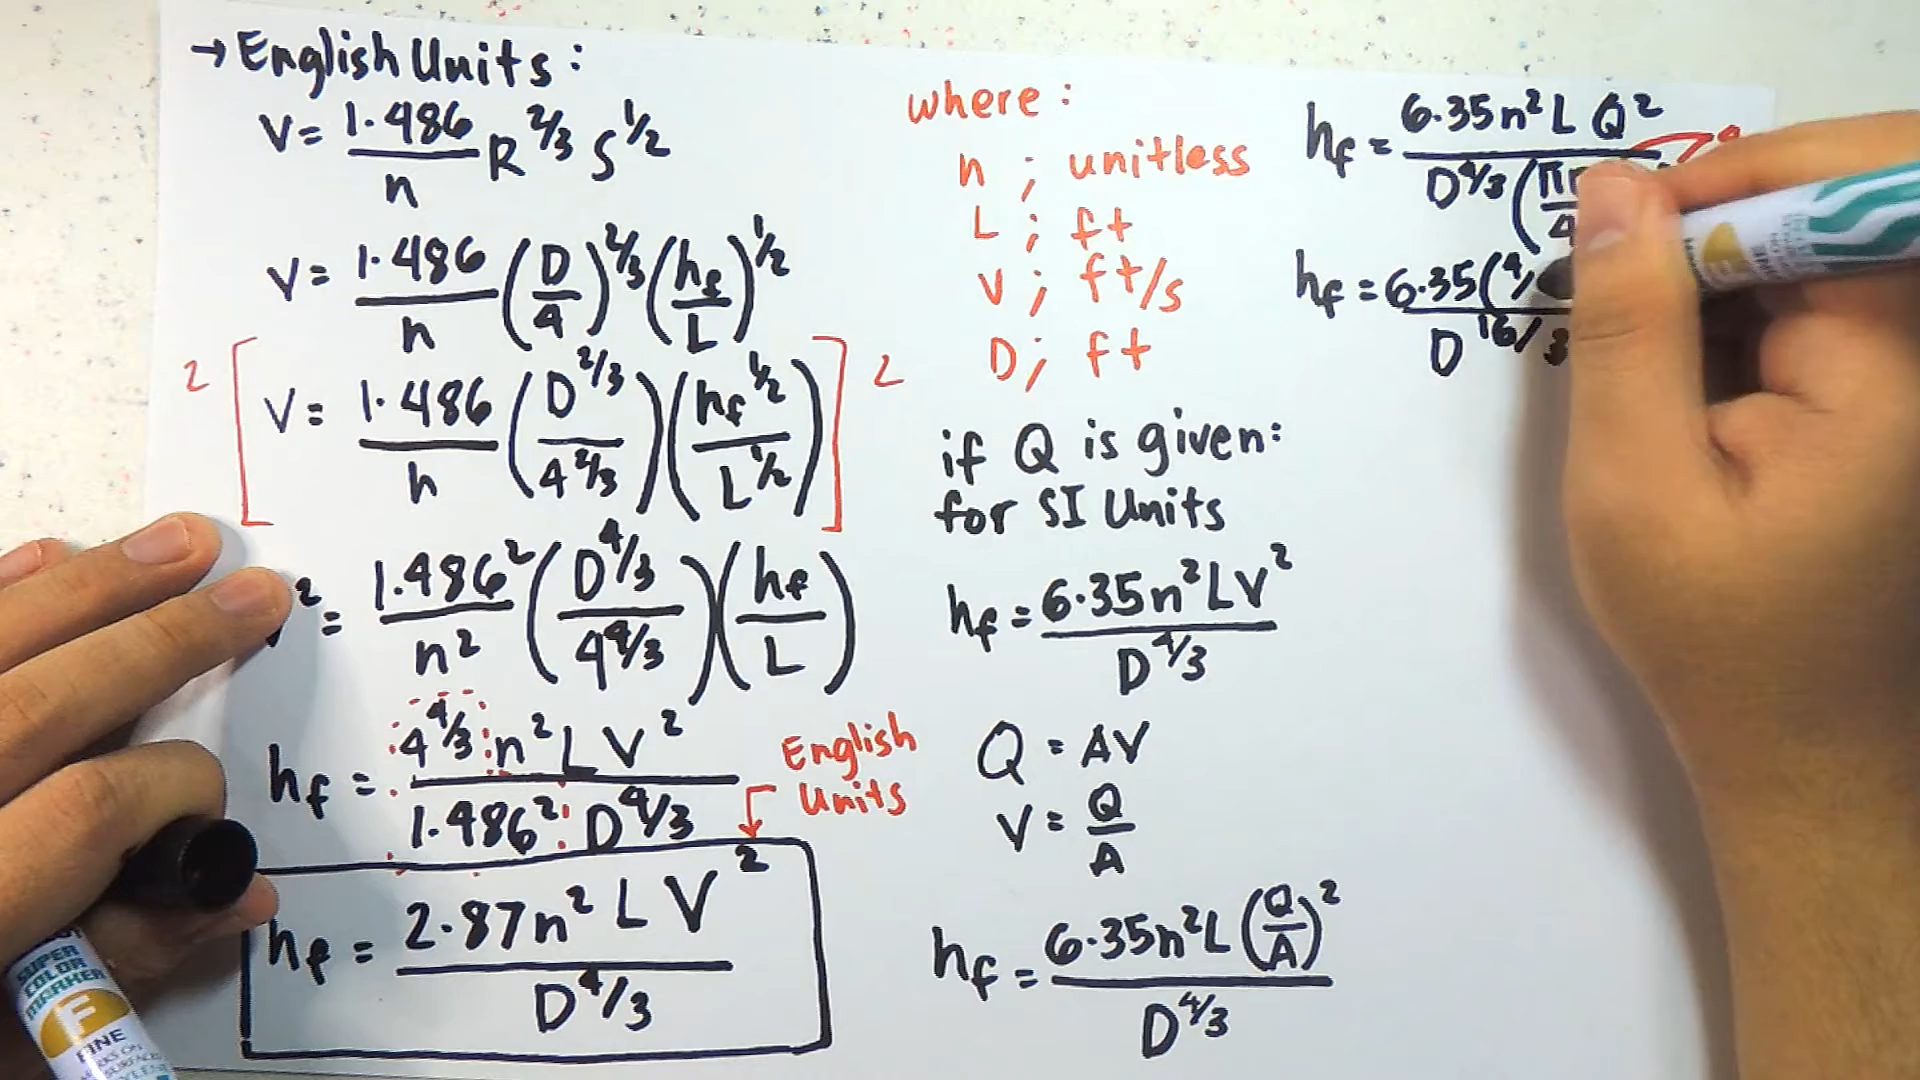 → English Units:
V = 1.486/n R^2/3 S^1/2
V = 1.486/n (D/4)^2/3 (hf/L)^1/2
2 [ V = 1.486/n (D^2/3 / 4^2/3) (hf^1/2 / L^1/2) ] 2
2 = 1.486^2/n^2 (D^4/3 / 4^4/3) (hf/L)
hf = 4^4/3 n^2 L V^2 / 1.486^2 D^4/3
English
Units
hf = 2.87 n^2 L V^2 / D^4/3
where:
n ; unitless
L ; ft
V ; ft/s
D ; ft
if Q is given:
for SI Units
hf = 6.35 n^2 L V^2 / D^4/3
Q = AV
V = Q/A
hf = 6.35 n^2 L (Q/A)^2 / D^4/3
hf = 6.35 n^2 L Q^2 / D^4/3 (π
4
hf = 6.35 (4/
D^16/3
SUPER
COLOR
MARKER
F
FINE